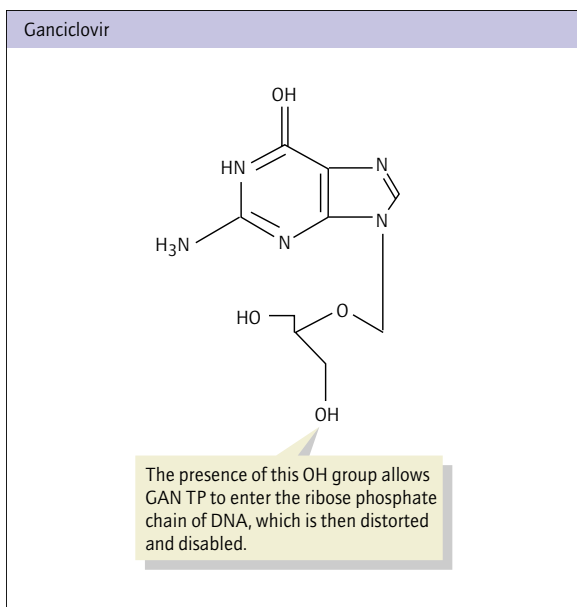 Ganciclovir
OH
HN
N
N
N
H3N
HO
O
OH
The presence of this OH group allows
GAN TP to enter the ribose phosphate
chain of DNA, which is then distorted
and disabled.